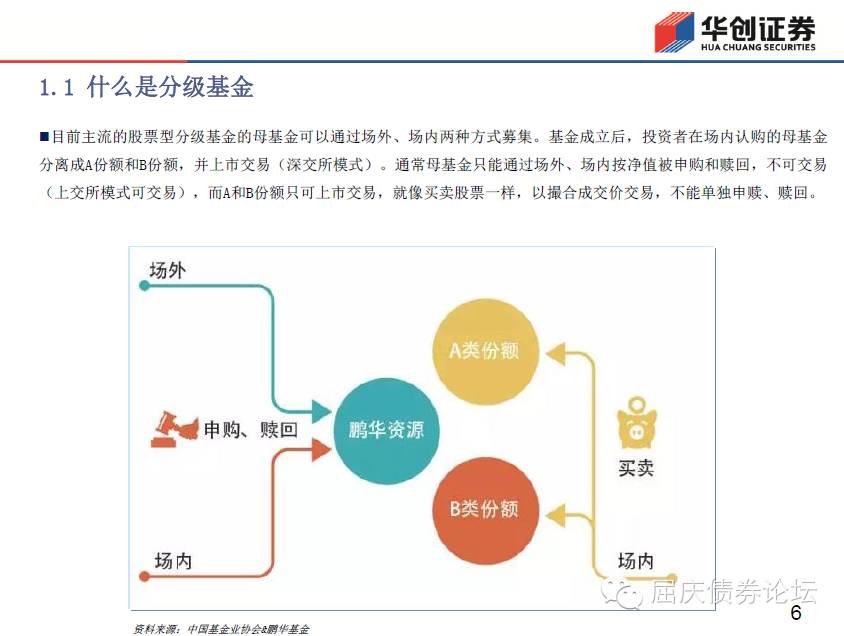 华创证券
HUA CHUANG SECURITIES
1.1 什么是分级基金
■目前主流的股票型分级基金的母基金可以通过场外、场内两种方式募集。基金成立后，投资者在场内认购的母基金
分离成A份额和B份额，并上市交易（深交所模式）。通常母基金只能通过场外、场内按净值被申购和赎回，不可交易
（上交所模式可交易），而A和B份额只可上市交易，就像买卖股票一样，以撮合成交价交易，不能单独申赎、赎回。
场外
A类份额
申购、赎回
鹏华资源
买卖
B类份额
场内
场内
屈庆债券论坛
6
资料来源：中国基金业协会&鹏华基金